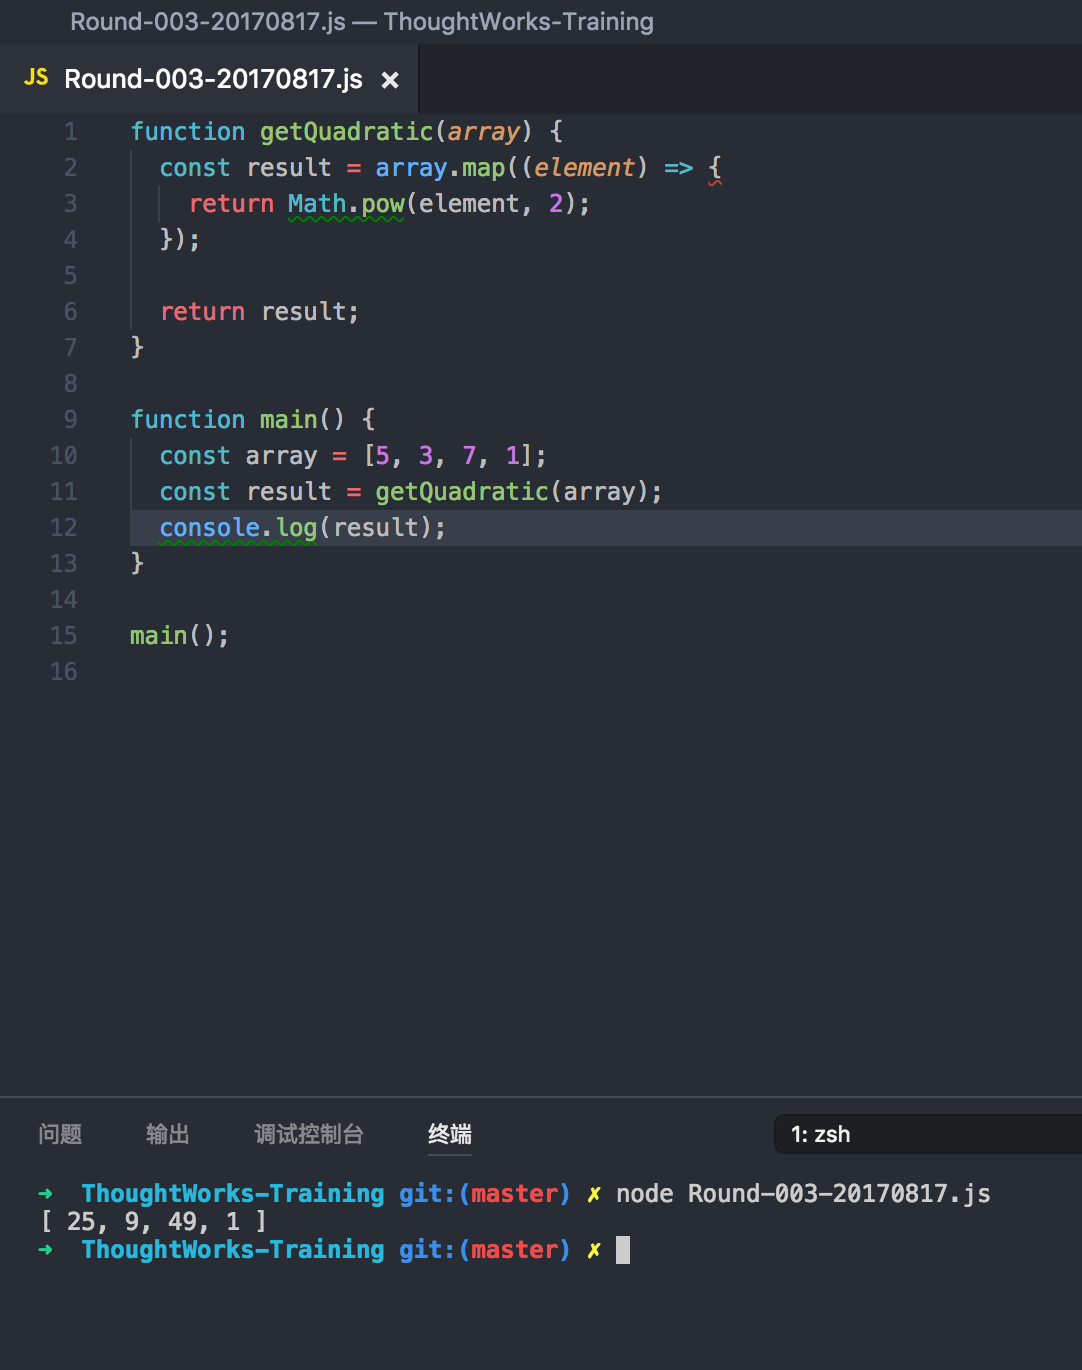 Round-003-20170817.js — ThoughtWorks-Training
JS Round-003-20170817.js ×
1 function getQuadratic(array) {
2   const result = array.map((element) => {
3     return Math.pow(element, 2);
4   });
5
6   return result;
7 }
8
9 function main() {
10   const array = [5, 3, 7, 1];
11   const result = getQuadratic(array);
12   console.log(result);
13 }
14
15 main();
16
问题 输出 调试控制台 终端 1: zsh
➜  ThoughtWorks-Training git:(master) ✗ node Round-003-20170817.js
[ 25, 9, 49, 1 ]
➜  ThoughtWorks-Training git:(master) ✗